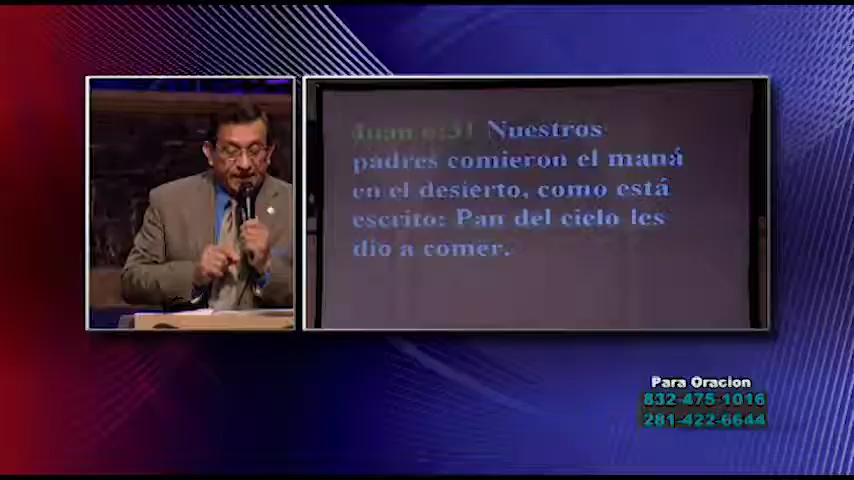 Juan 6:31 Nuestros
padres comieron el maná
en el desierto, como está
escrito: Pan del cielo les
dio a comer.
Para Oracion
832-475-1016
281-422-6644